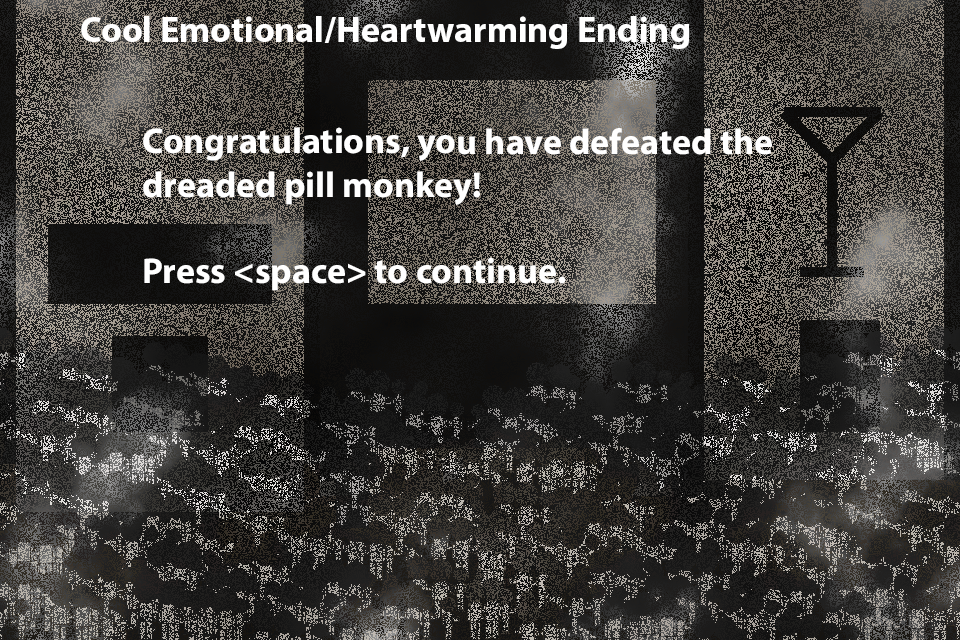 Cool Emotional/Heartwarming Ending
Congratulations, you have defeated the
dreaded pill monkey!
Press <space> to continue.